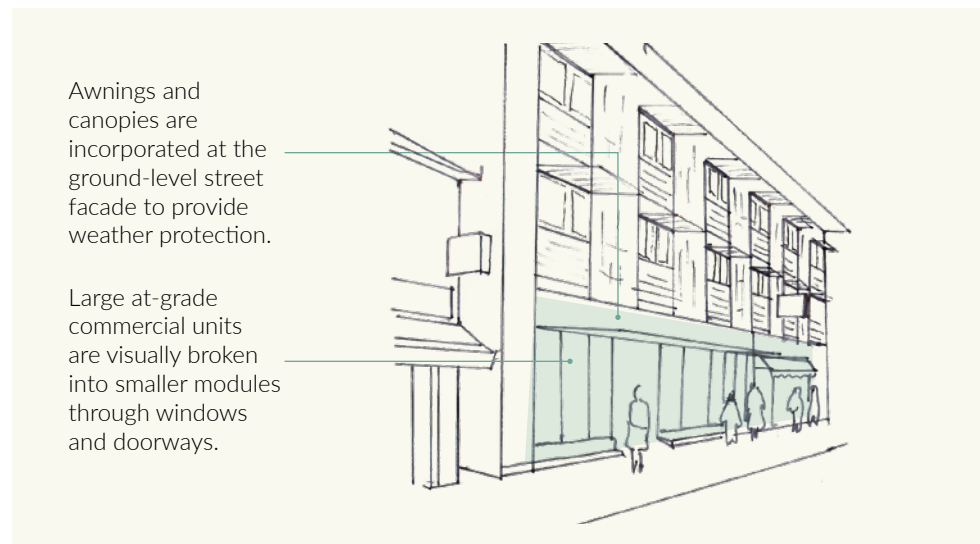 Awnings and
canopies are
incorporated at the
ground-level street
facade to provide
weather protection.
Large at-grade
commercial units
are visually broken
into smaller modules
through windows
and doorways.